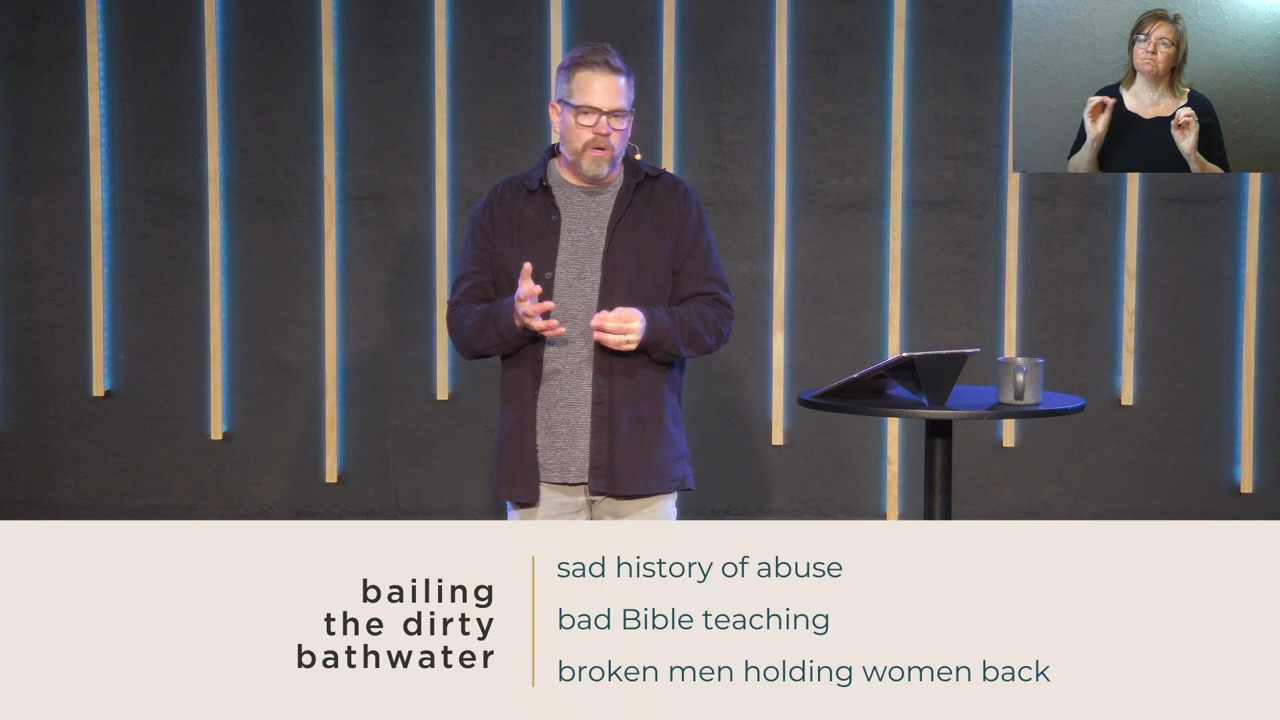 bailing
the dirty
bathwater
sad history of abuse
bad Bible teaching
broken men holding women back